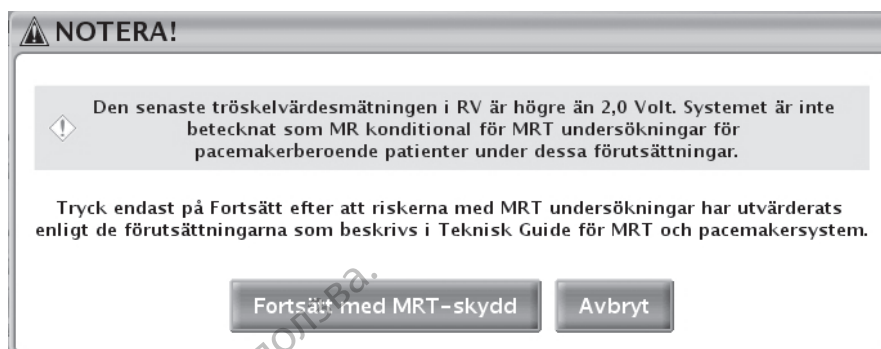 NOTERA!
Den senaste tröskelvärdesmätningen i RV är högre än 2,0 Volt. Systemet är inte
betecknat som MR konditional för MRT undersökningar för
pacemakerberoende patienter under dessa förutsättningar.
Tryck endast på Fortsätt efter att riskerna med MRT undersökningar har utvärderats
enligt de förutsättningarna som beskrivs i Teknisk Guide för MRT och pacemakersystem.
Fortsätt med MRT-skydd
Avbryt